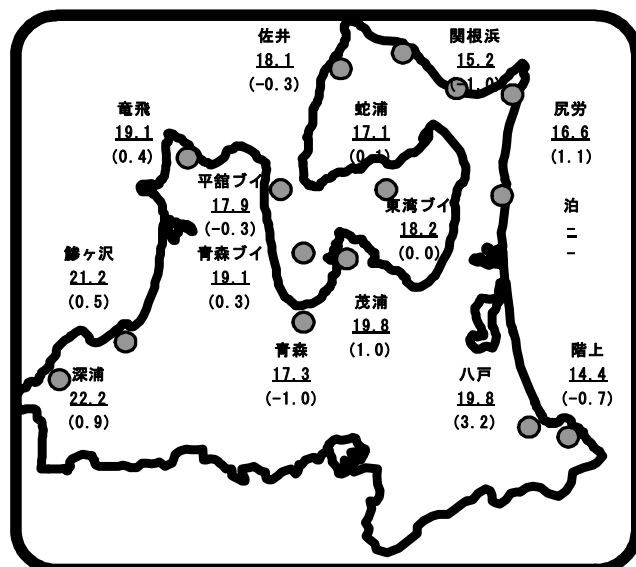 佐井
18.1
(-0.3)
関根浜
15.2
(-1.0)
竜飛
19.1
(0.4)
蛇浦
17.1
(0.1)
尻労
16.6
(1.1)
平舘ブイ
17.9
(-0.3)
東湾ブイ
18.2
(0.0)
泊
-
-
鰺ヶ沢
21.2
(0.5)
青森ブイ
19.1
(0.3)
茂浦
19.8
(1.0)
深浦
22.2
(0.9)
青森
17.3
(-1.0)
八戸
19.8
(3.2)
階上
14.4
(-0.7)